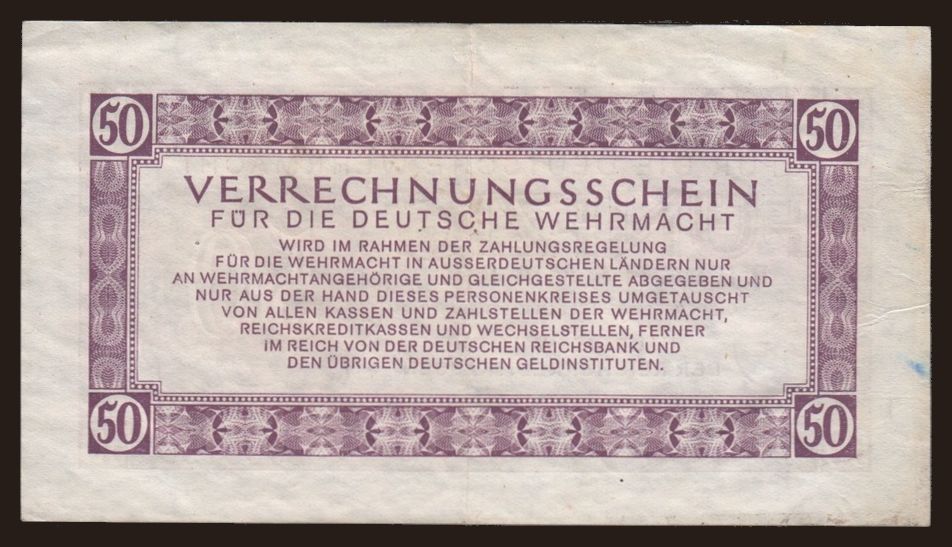 50 50
VERRECHNUNGSSCHEIN
FÜR DIE DEUTSCHE WEHRMACHT
WIRD IM RAHMEN DER ZAHLUNGSREGELUNG
FÜR DIE WEHRMACHT IN AUSSERDEUTSCHEN LÄNDERN NUR
AN WEHRMACHTANGEHÖRIGE UND GLEICHGESTELLTE ABGEGEBEN UND
NUR AUS DER HAND DIESES PERSONENKREISES UMGETAUSCHT
VON ALLEN KASSEN UND ZAHLSTELLEN DER WEHRMACHT,
REICHSKREDITKASSEN UND WECHSELSTELLEN, FERNER
IM REICH VON DER DEUTSCHEN REICHSBANK UND
DEN ÜBRIGEN DEUTSCHEN GELDINSTITUTEN.
50 50